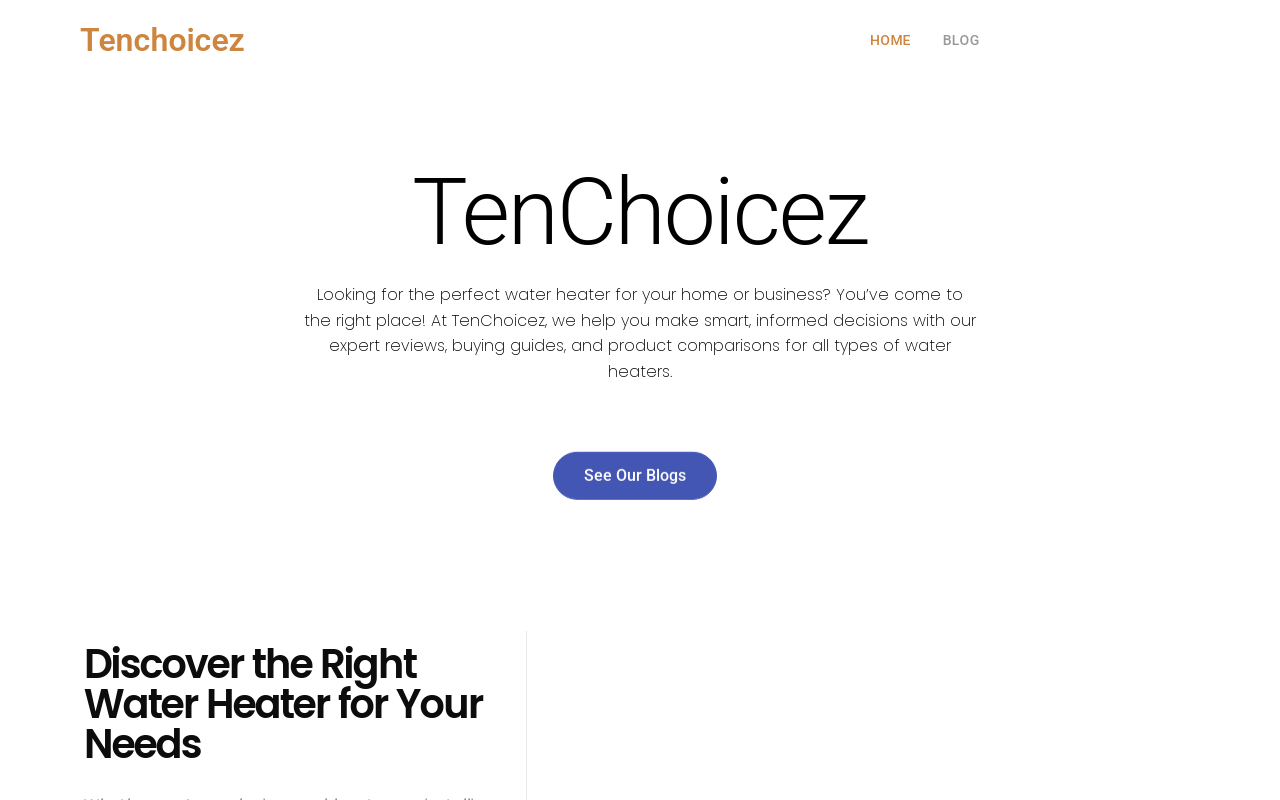 Tenchoicez
HOME
BLOG
TenChoicez
Looking for the perfect water heater for your home or business? You’ve come to
the right place! At TenChoicez, we help you make smart, informed decisions with our
expert reviews, buying guides, and product comparisons for all types of water
heaters.
See Our Blogs
Discover the Right
Water Heater for Your
Needs